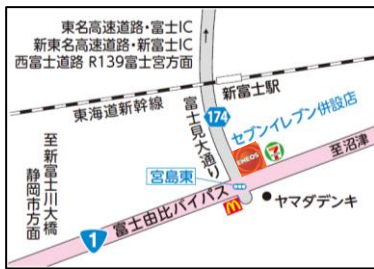 東名高速道路・富士IC
新東名高速道路・新富士IC
西富士道路 R139富士宮方面
新富士駅
東海道新幹線
174
富士見大通り
セブンイレブン併設店
ENEOS
7
至沼津
至新富士川大橋
静岡市方面
宮島東
富士由比バイパス
ヤマダデンキ
1